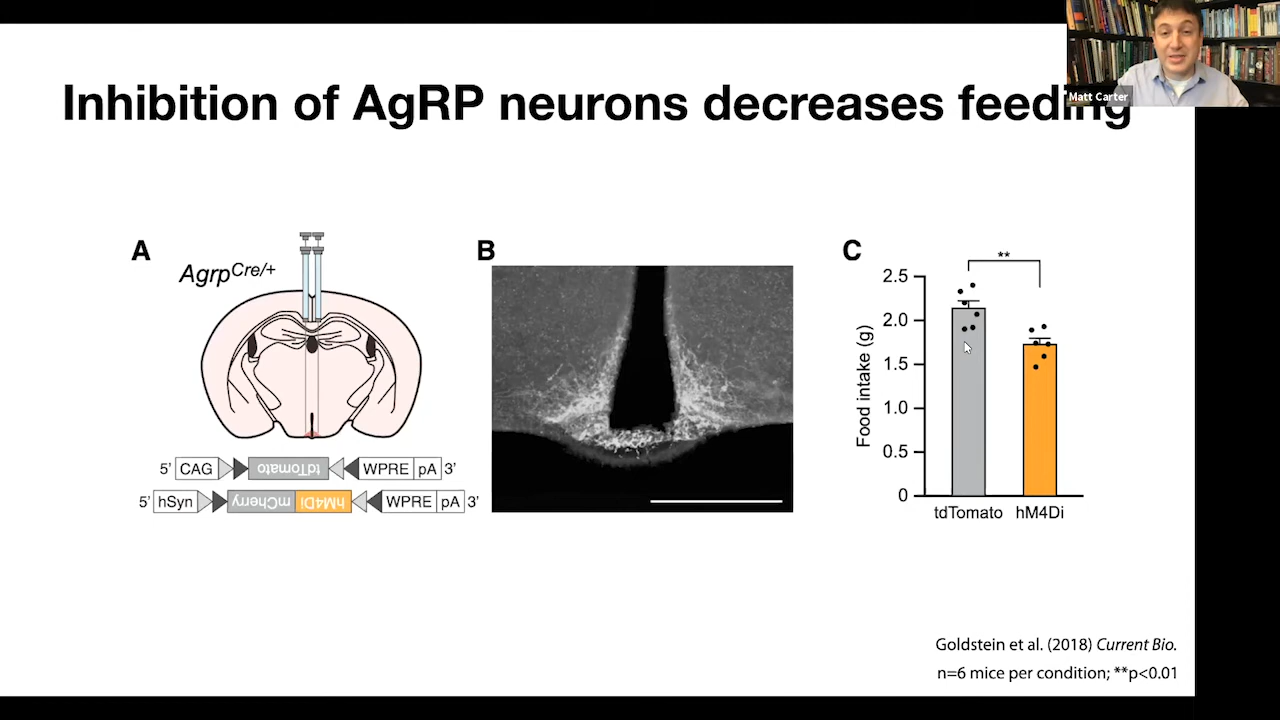 Inhibition of AgRP neurons decreases feeding
Matt Carter
A
AgrpCre/+
5' CAG tdTomato WPRE pA 3'
5' hSyn mCherry hM4Di WPRE pA 3'
B
C
**
Food intake (g)
2.5
2.0
1.5
1.0
0.5
0
tdTomato hM4Di
Goldstein et al. (2018) Current Bio.
n=6 mice per condition; **p<0.01